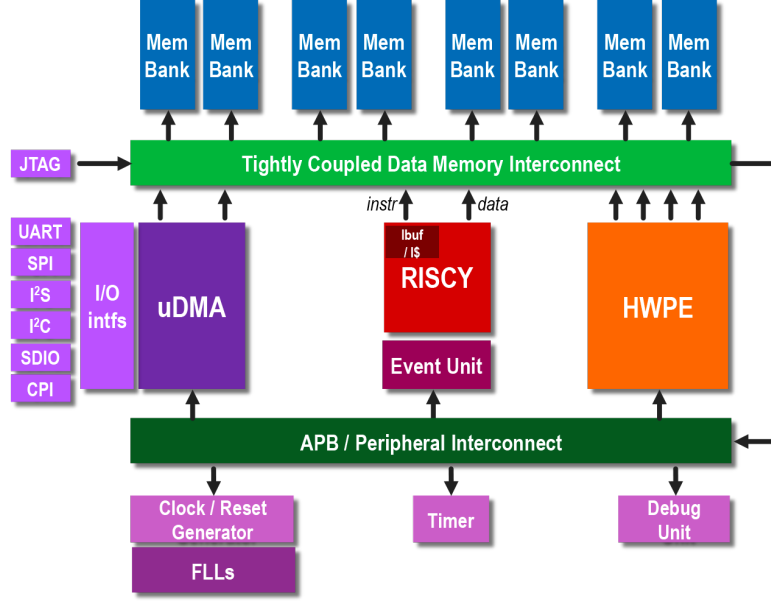 Mem
Bank
Mem
Bank
Mem
Bank
Mem
Bank
Mem
Bank
Mem
Bank
Mem
Bank
Mem
Bank
JTAG
Tightly Coupled Data Memory Interconnect
instr
data
UART
SPI
I²S
I²C
SDIO
CPI
I/O
intfs
uDMA
Ibuf
/ I$
RISCY
Event Unit
HWPE
APB / Peripheral Interconnect
Clock / Reset
Generator
FLLs
Timer
Debug
Unit